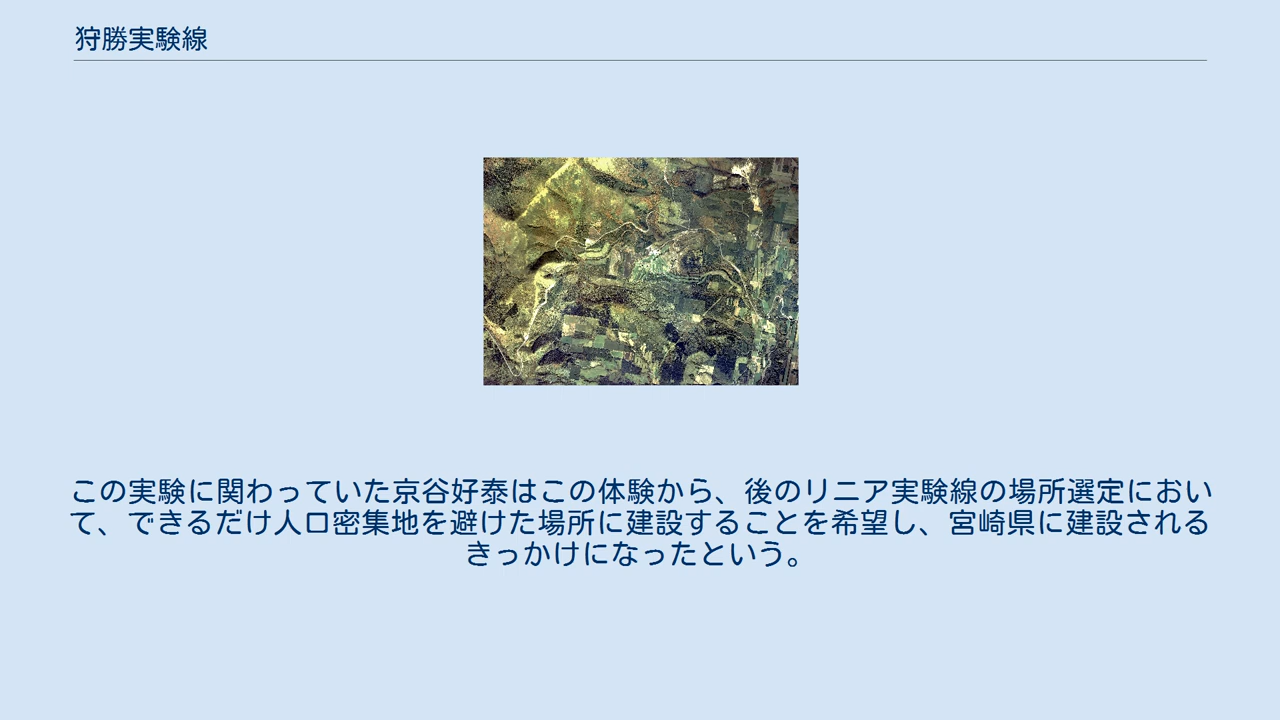 狩勝実験線
この実験に関わっていた京谷好泰はこの体験から、後のリニア実験線の場所選定におい
て、できるだけ人口密集地を避けた場所に建設することを希望し、宮崎県に建設される
きっかけになったという。